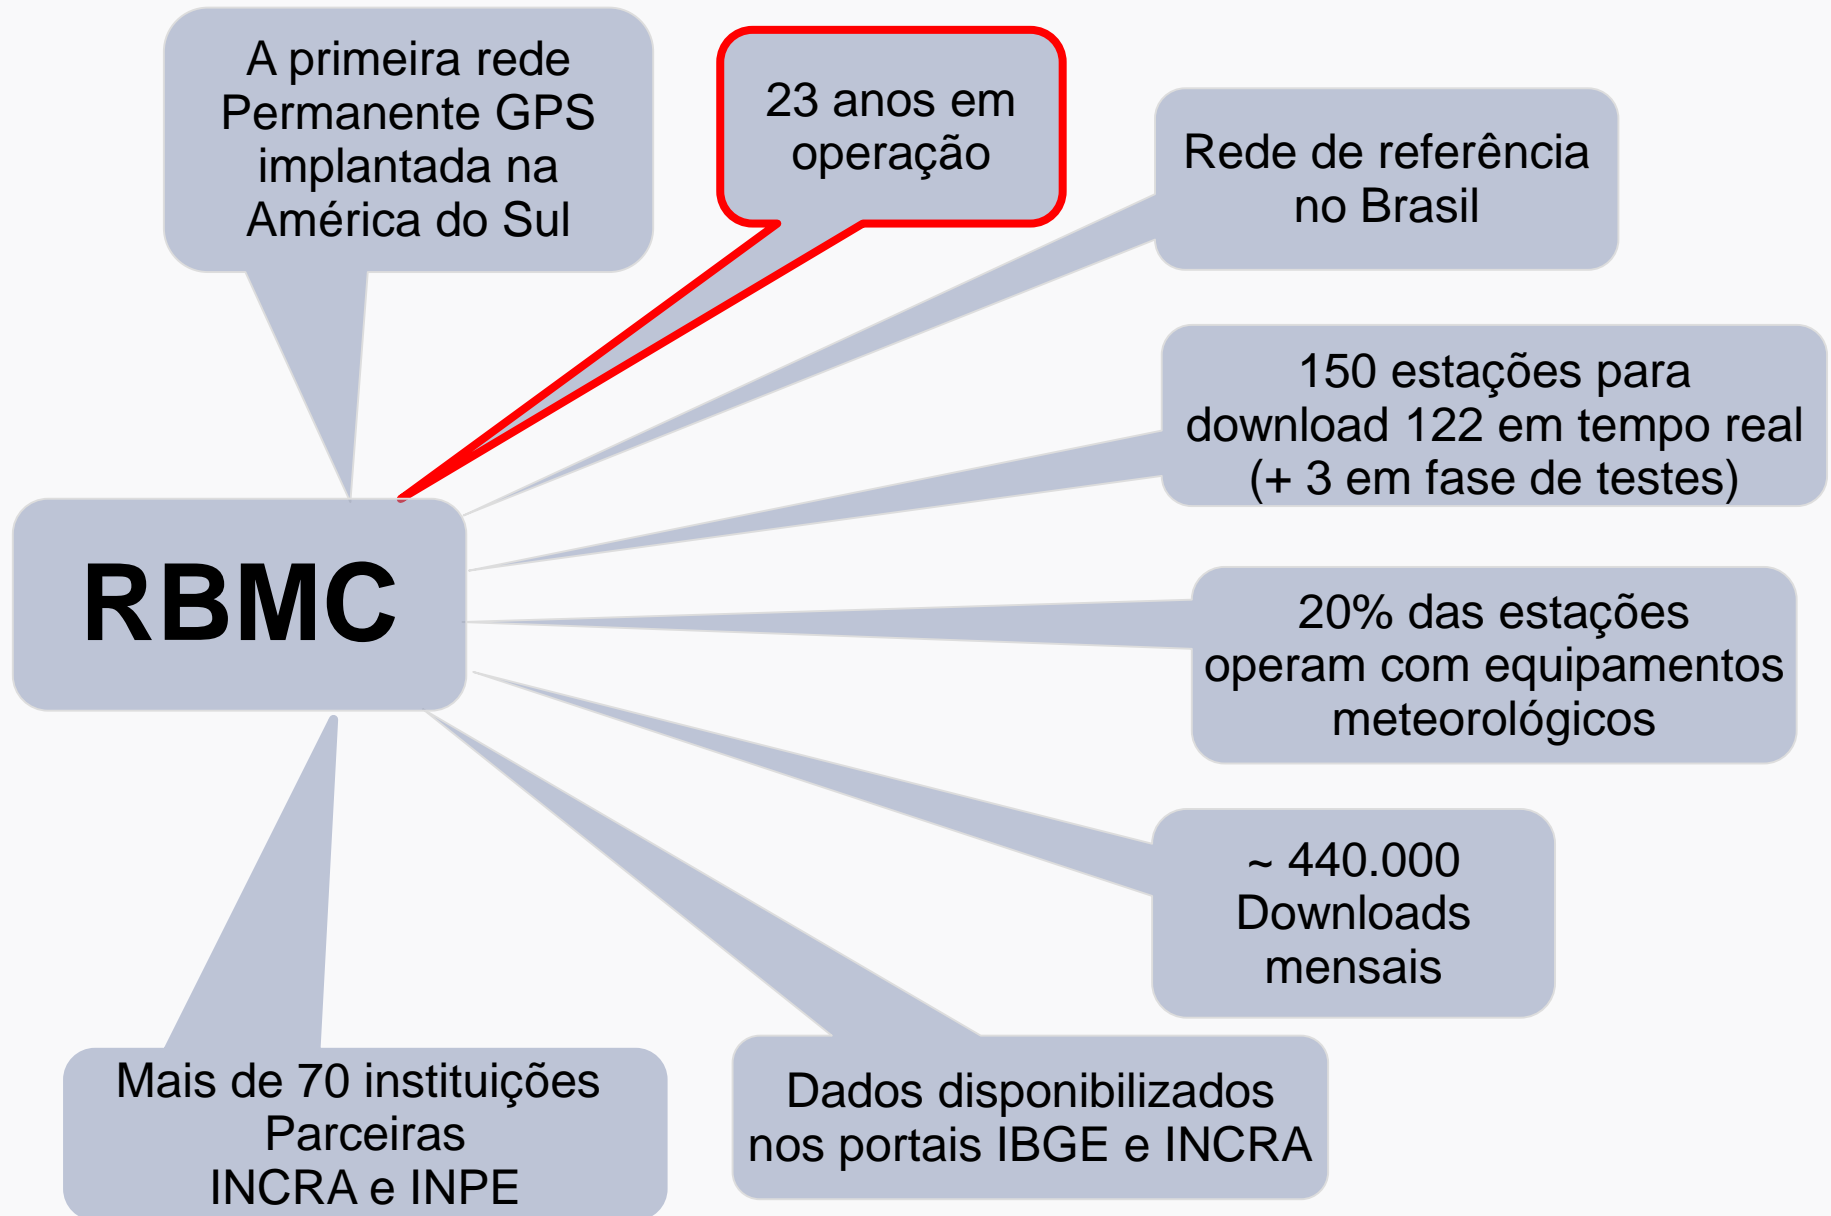 A primeira rede
Permanente GPS
implantada na
América do Sul
23 anos em
operação
Rede de referência
no Brasil
150 estações para
download 122 em tempo real
(+ 3 em fase de testes)
RBMC
20% das estações
operam com equipamentos
meteorológicos
~ 440.000
Downloads
mensais
Mais de 70 instituições
Parceiras
INCRA e INPE
Dados disponibilizados
nos portais IBGE e INCRA